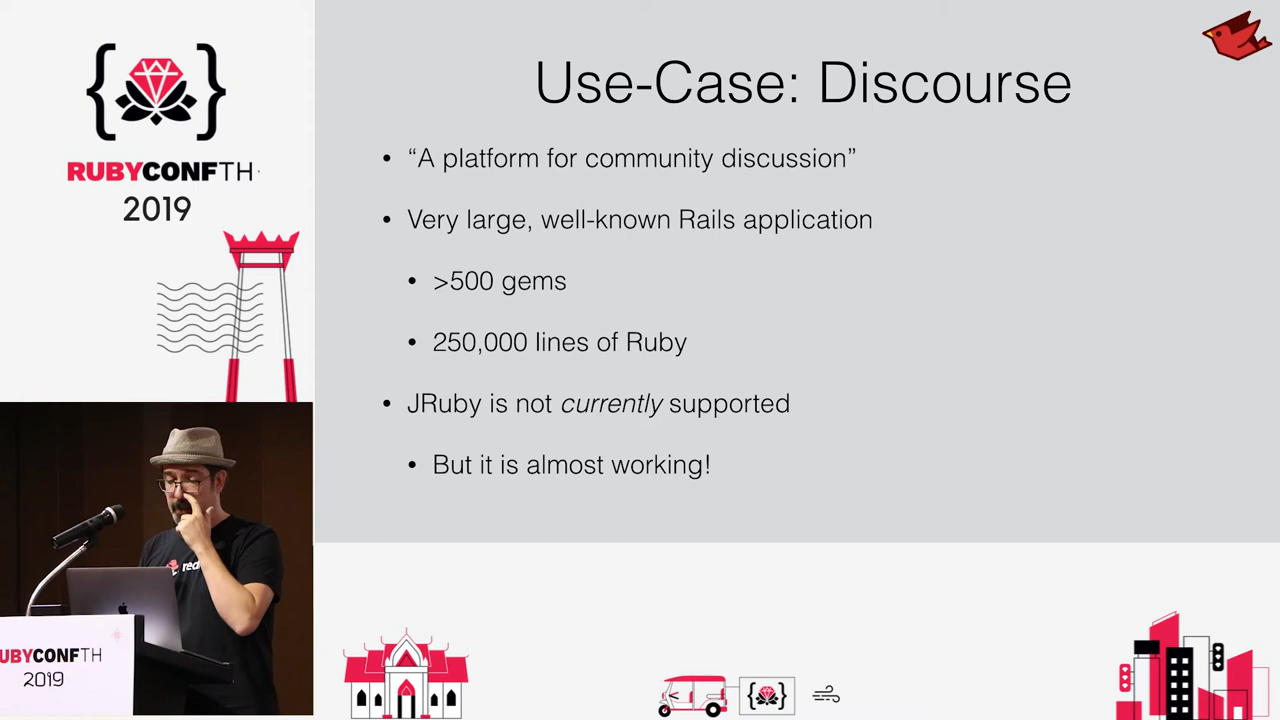 RUBYCONFTH
2019
Use-Case: Discourse
• “A platform for community discussion”
• Very large, well-known Rails application
• >500 gems
• 250,000 lines of Ruby
• JRuby is not currently supported
• But it is almost working!
red
UBYCONFTH
2019